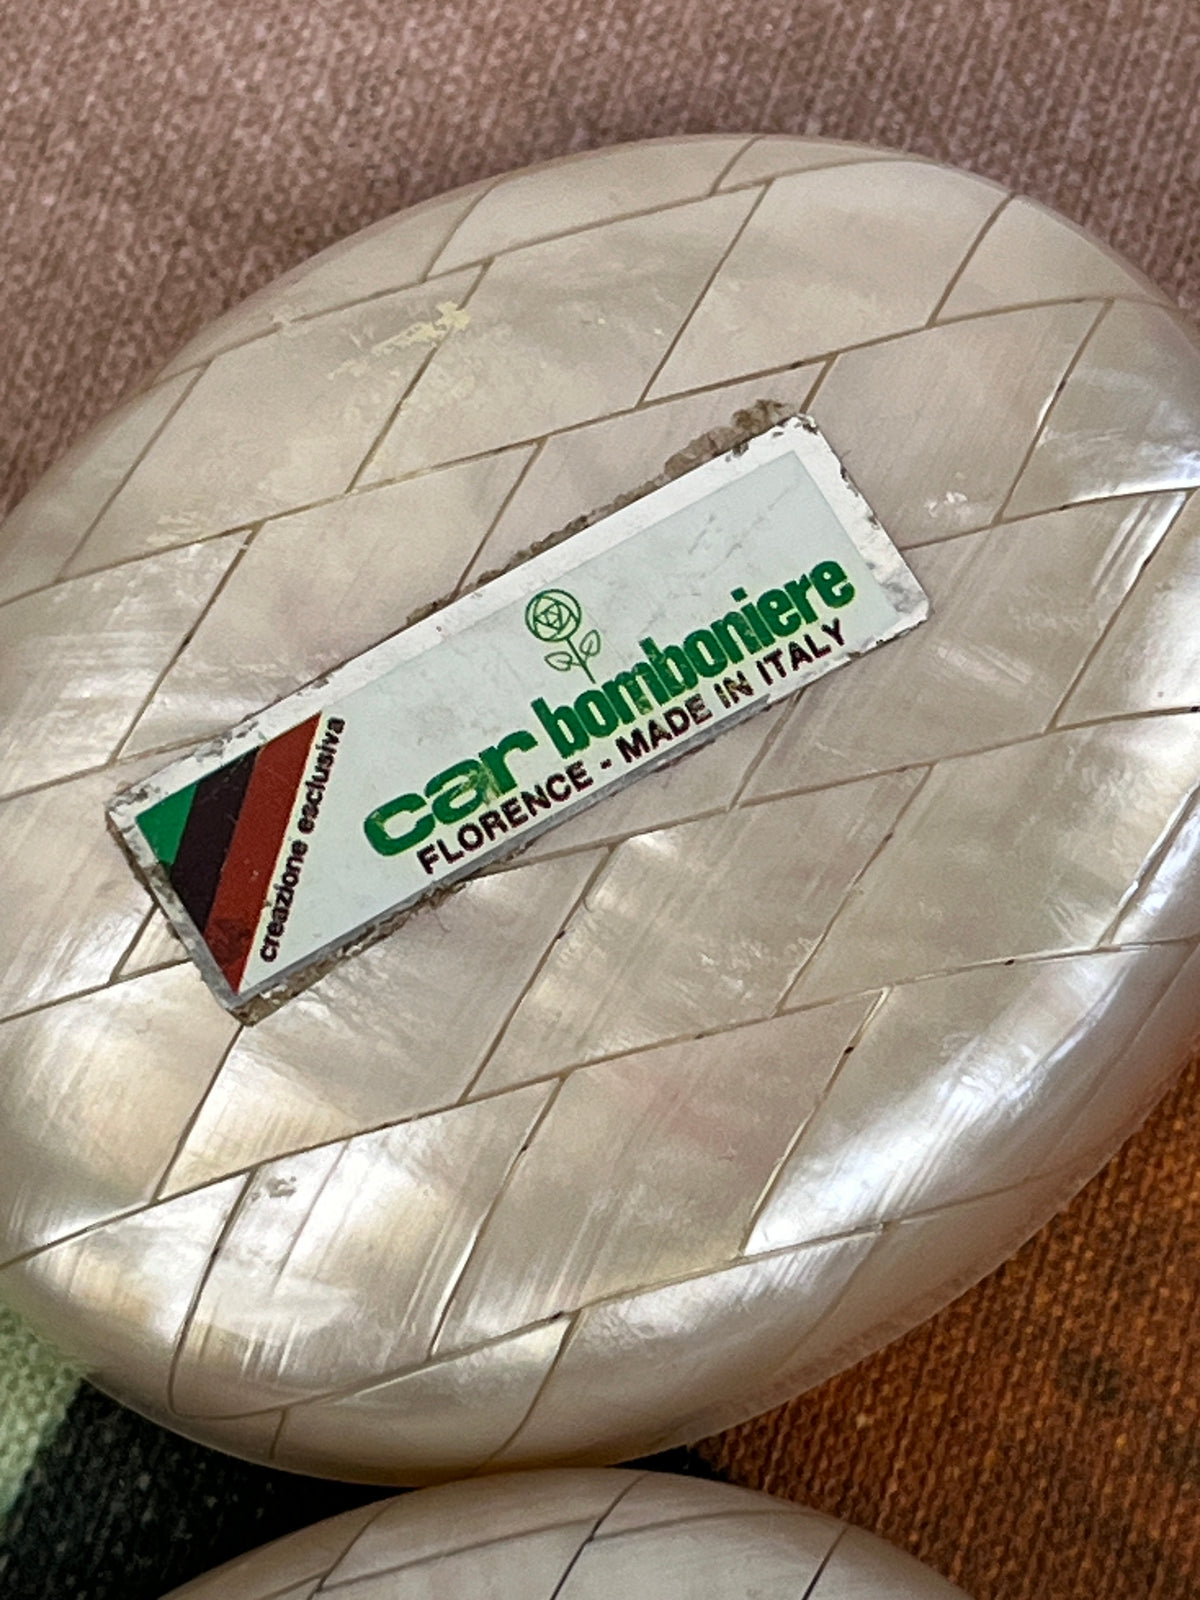 car bomboniere
FLORENCE - MADE IN ITALY
creazione esclusiva